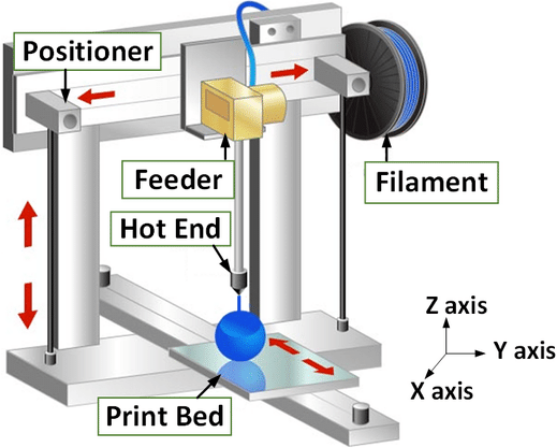 Positioner
Feeder
Filament
Hot End
Z axis
Y axis
X axis
Print Bed